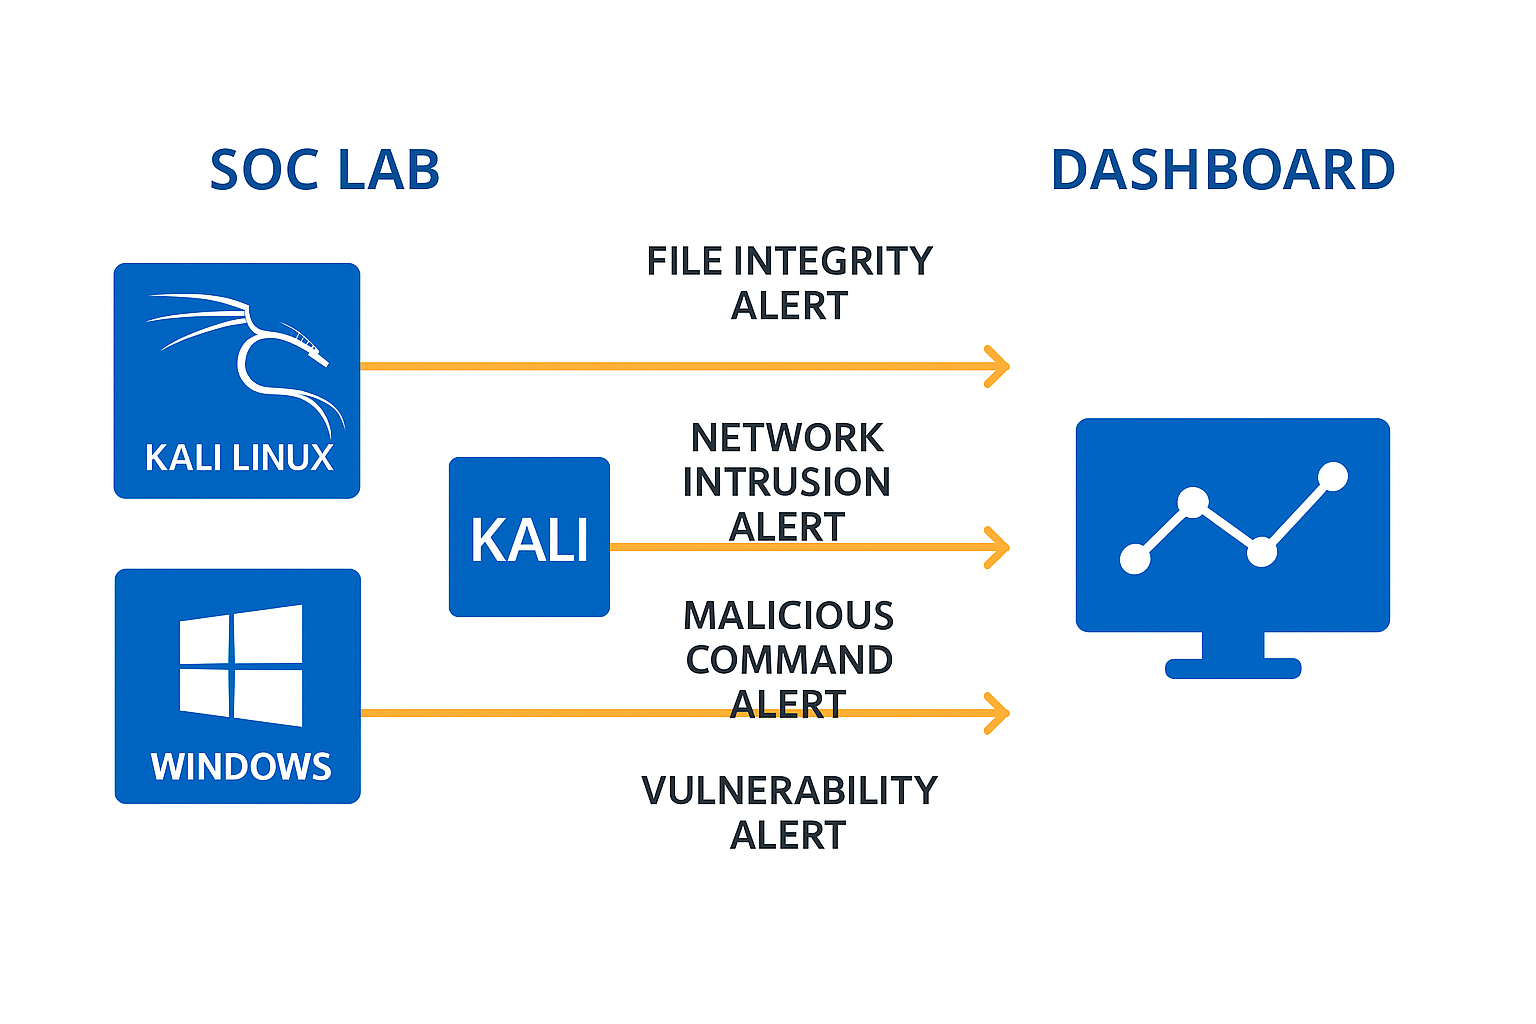 SOC LAB
DASHBOARD
FILE INTEGRITY
ALERT
KALI LINUX
NETWORK
INTRUSION
ALERT
KALI
MALICIOUS
COMMAND
ALERT
WINDOWS
VULNERABILITY
ALERT